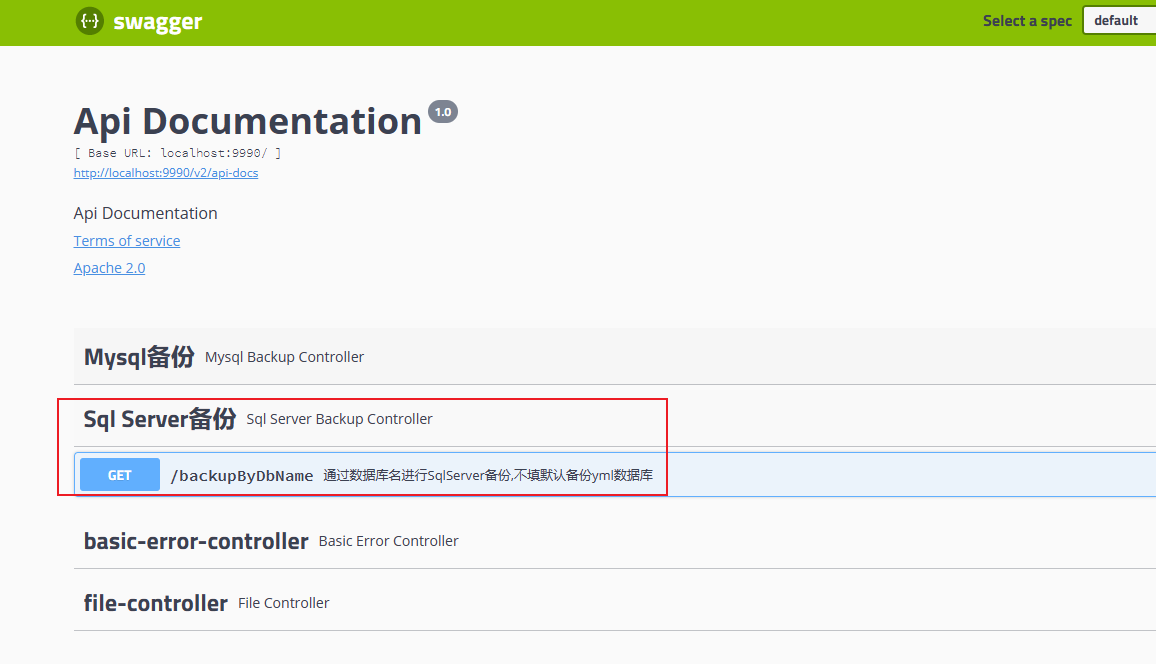 swagger Select a spec default
Api Documentation 1.0
[ Base URL: localhost:9990/ ]
http://localhost:9990/v2/api-docs
Api Documentation
Terms of service
Apache 2.0
Mysql备份 Mysql Backup Controller
Sql Server备份 Sql Server Backup Controller
GET /backupByDbName 通过数据库名进行SqlServer备份,不填默认备份yml数据库
basic-error-controller Basic Error Controller
file-controller File Controller